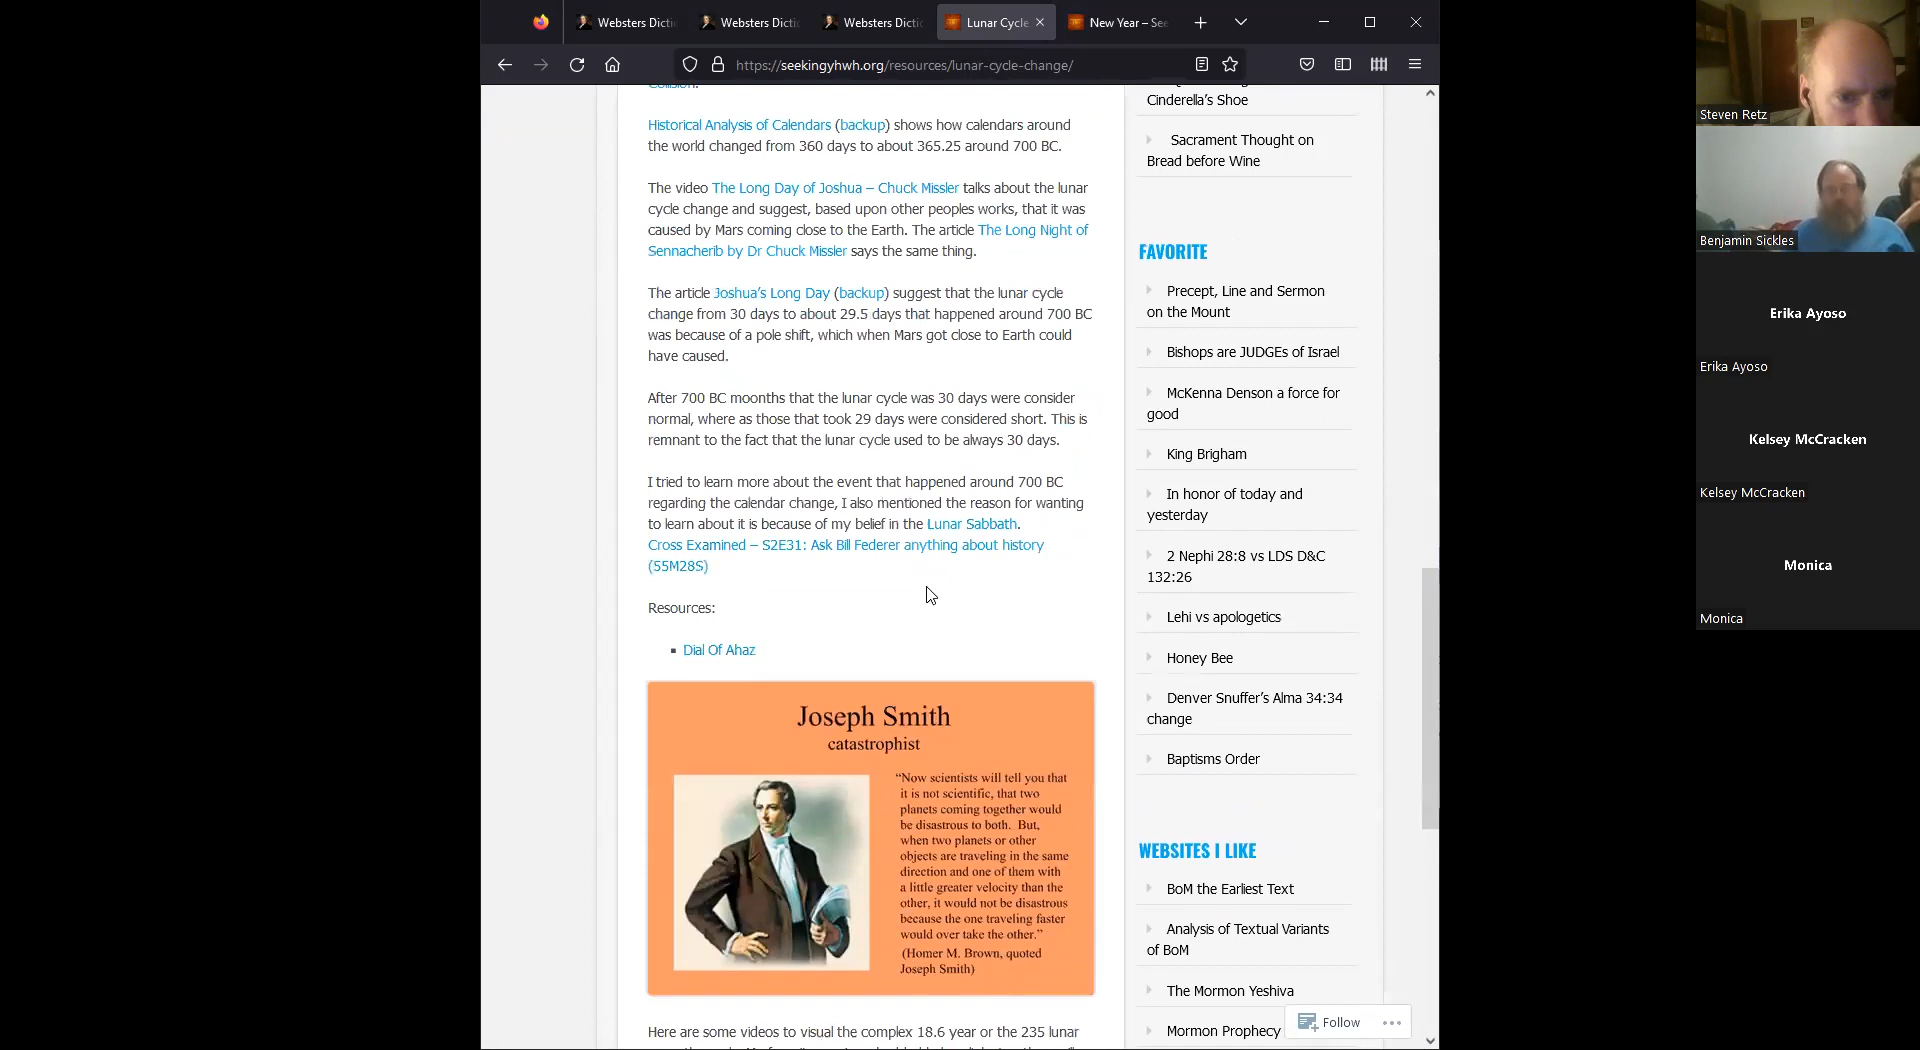 Websters Dictio
Websters Dictio
Websters Dictio
Lunar Cycle
New Year – See
https://seekingyhwh.org/resources/lunar-cycle-change/
Collision.
Historical Analysis of Calendars (backup) shows how calendars around
the world changed from 360 days to about 365.25 around 700 BC.
The video The Long Day of Joshua – Chuck Missler talks about the lunar
cycle change and suggest, based upon other peoples works, that it was
caused by Mars coming close to the Earth. The article The Long Night of
Sennacherib by Dr Chuck Missler says the same thing.
The article Joshua's Long Day (backup) suggest that the lunar cycle
change from 30 days to about 29.5 days that happened around 700 BC
was because of a pole shift, which when Mars got close to Earth could
have caused.
After 700 BC moonths that the lunar cycle was 30 days were consider
normal, where as those that took 29 days were considered short. This is
remnant to the fact that the lunar cycle used to be always 30 days.
I tried to learn more about the event that happened around 700 BC
regarding the calendar change, I also mentioned the reason for wanting
to learn about it is because of my belief in the Lunar Sabbath.
Cross Examined – S2E31: Ask Bill Federer anything about history
(55M28S)
Resources:
Dial Of Ahaz
Joseph Smith
catastrophist
“Now scientists will tell you that
it is not scientific, that two
planets coming together would
be disastrous to both. But,
when two planets or other
objects are traveling in the same
direction and one of them with
a little greater velocity than the
other, it would not be disastrous
because the one traveling faster
would over take the other.”
(Homer M. Brown, quoted
Joseph Smith)
Here are some videos to visual the complex 18.6 year or the 235 lunar
Cinderella's Shoe
Sacrament Thought on
Bread before Wine
FAVORITE
Precept, Line and Sermon
on the Mount
Bishops are JUDGEs of Israel
McKenna Denson a force for
good
King Brigham
In honor of today and
yesterday
2 Nephi 28:8 vs LDS D&C
132:26
Lehi vs apologetics
Honey Bee
Denver Snuffer's Alma 34:34
change
Baptisms Order
WEBSITES I LIKE
BoM the Earliest Text
Analysis of Textual Variants
of BoM
The Mormon Yeshiva
Mormon Prophecy
Follow
Steven Retz
Benjamin Sickles
Erika Ayoso
Erika Ayoso
Kelsey McCracken
Kelsey McCracken
Monica
Monica